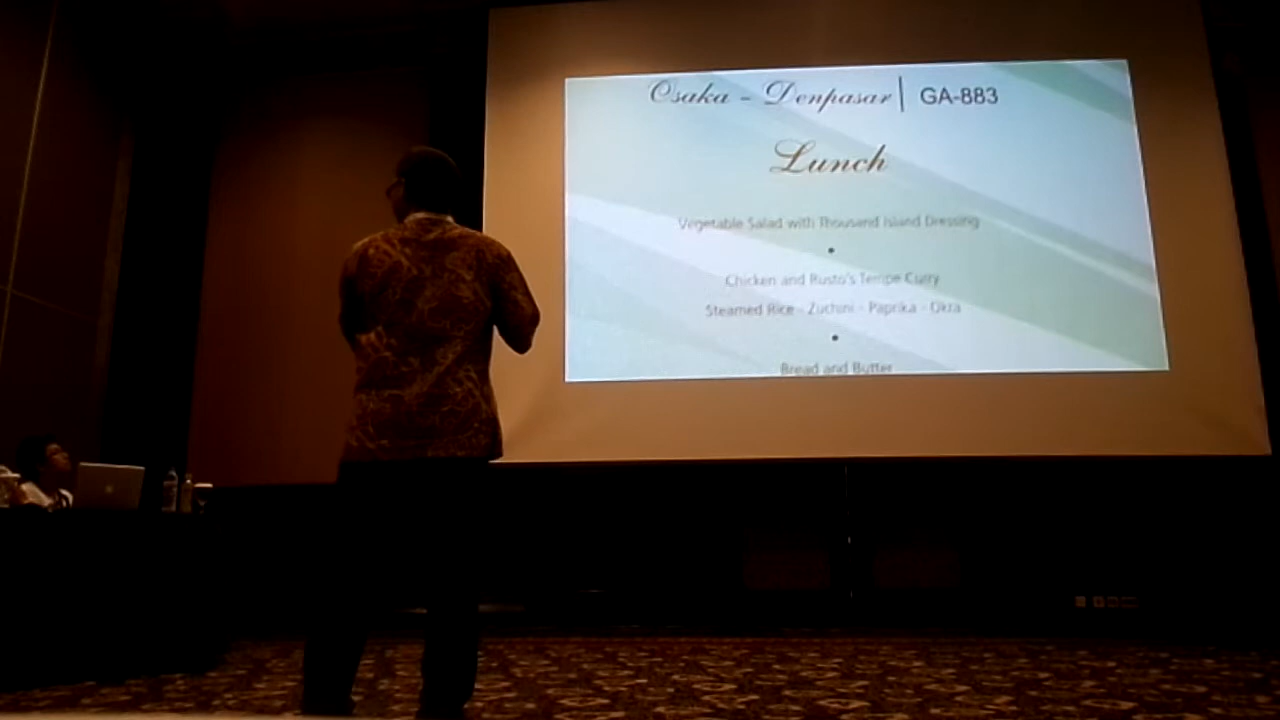 Osaka - Denpasar | GA-883
Lunch
Vegetable Salad with Thousand Island Dressing
•
Chicken and Rusto's Tempe Curry
Steamed Rice - Zuchini - Paprika - Okra
•
Bread and Butter